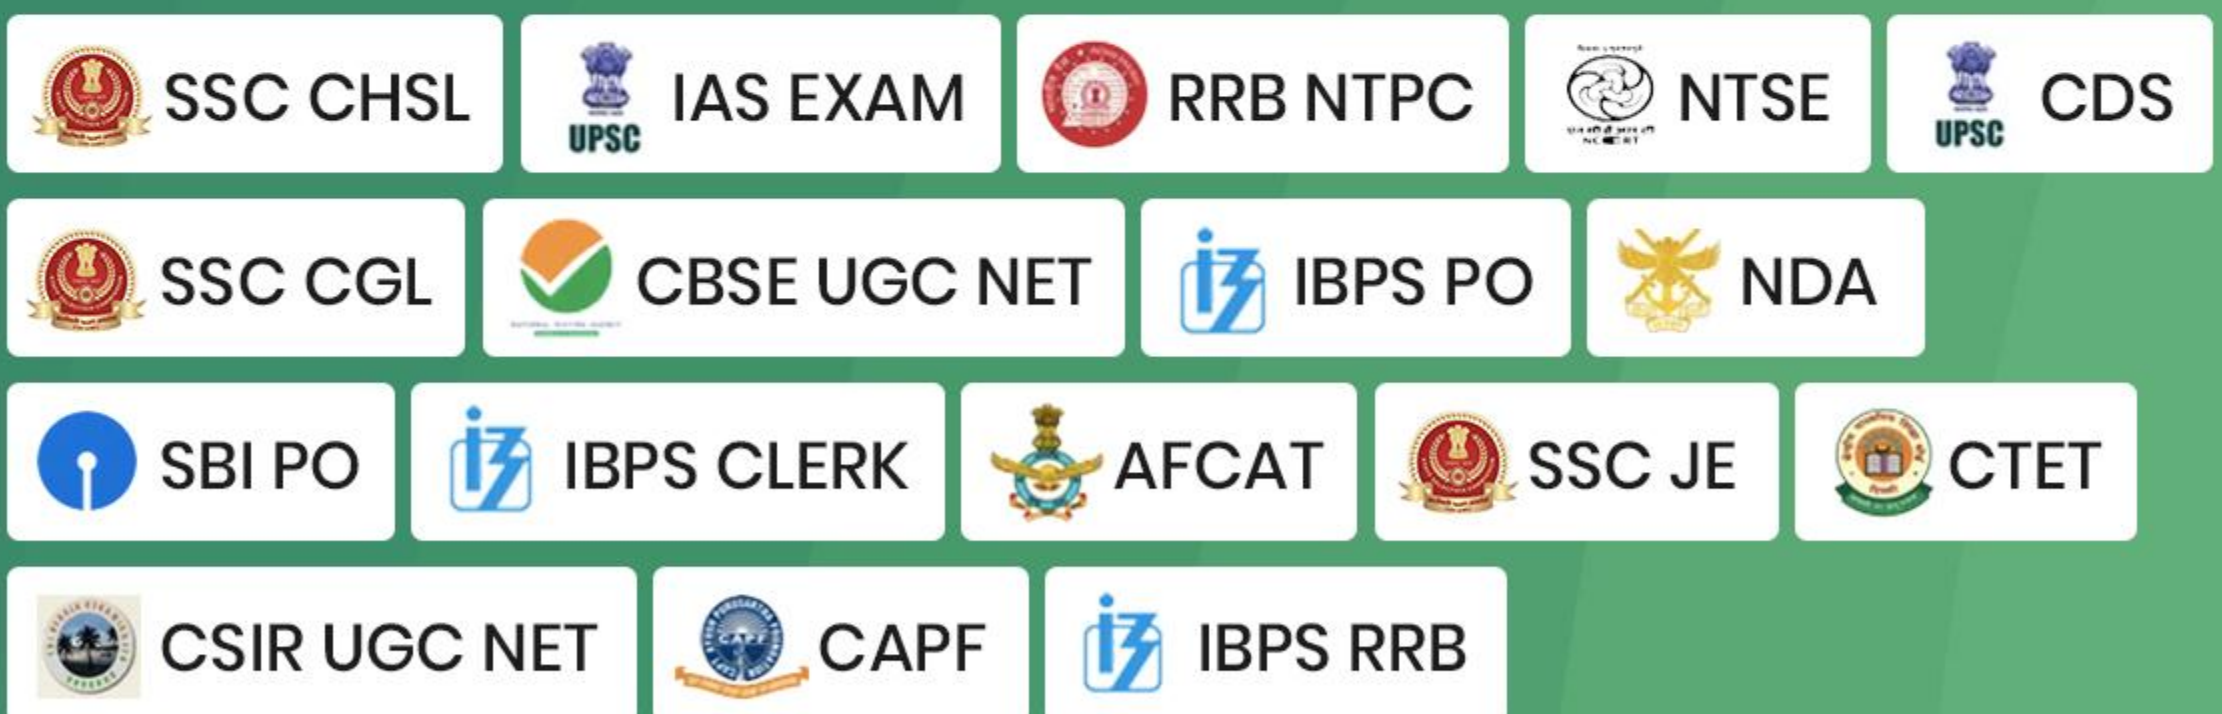 SSC CHSL
UPSC
IAS EXAM
RRB NTPC
NTSE
UPSC
CDS
SSC CGL
CBSE UGC NET
IBPS PO
NDA
SBI PO
IBPS CLERK
AFCAT
SSC JE
CTET
CSIR UGC NET
CAPF
IBPS RRB